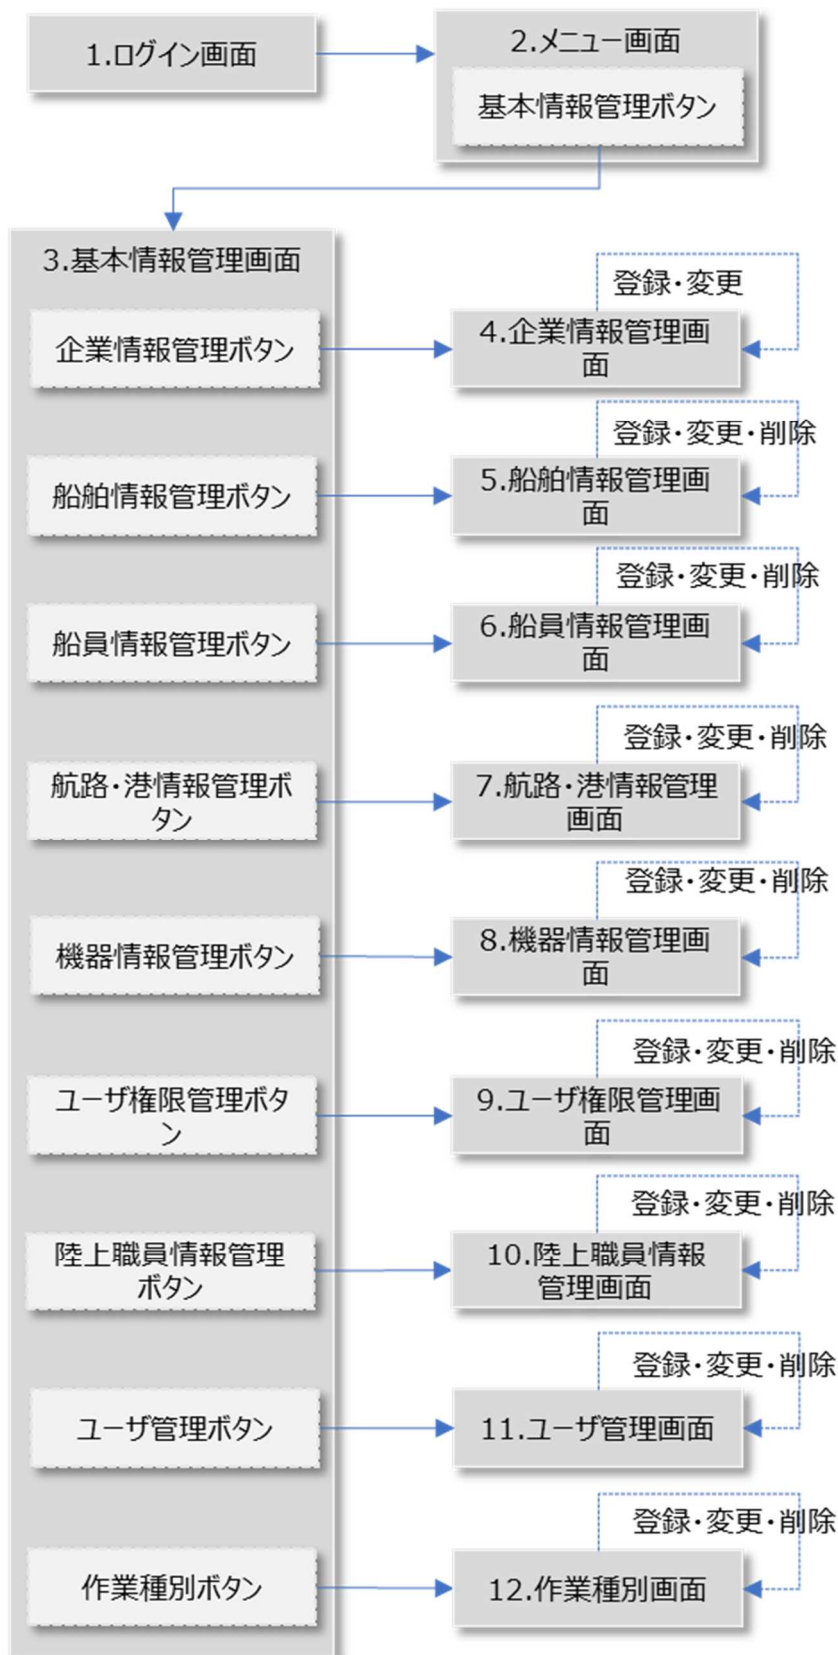 1.ログイン画面
2.メニュー画面
基本情報管理ボタン
3.基本情報管理画面
登録・変更
企業情報管理ボタン
4.企業情報管理画
面
登録・変更・削除
船舶情報管理ボタン
5.船舶情報管理画
面
登録・変更・削除
船員情報管理ボタン
6.船員情報管理画
面
登録・変更・削除
航路・港情報管理ボ
タン
7.航路・港情報管理
画面
登録・変更・削除
機器情報管理ボタン
8.機器情報管理画
面
登録・変更・削除
ユーザ権限管理ボタ
ン
9.ユーザ権限管理画
面
登録・変更・削除
陸上職員情報管理
ボタン
10.陸上職員情報
管理画面
登録・変更・削除
ユーザ管理ボタン
11.ユーザ管理画面
登録・変更・削除
作業種別ボタン
12.作業種別画面